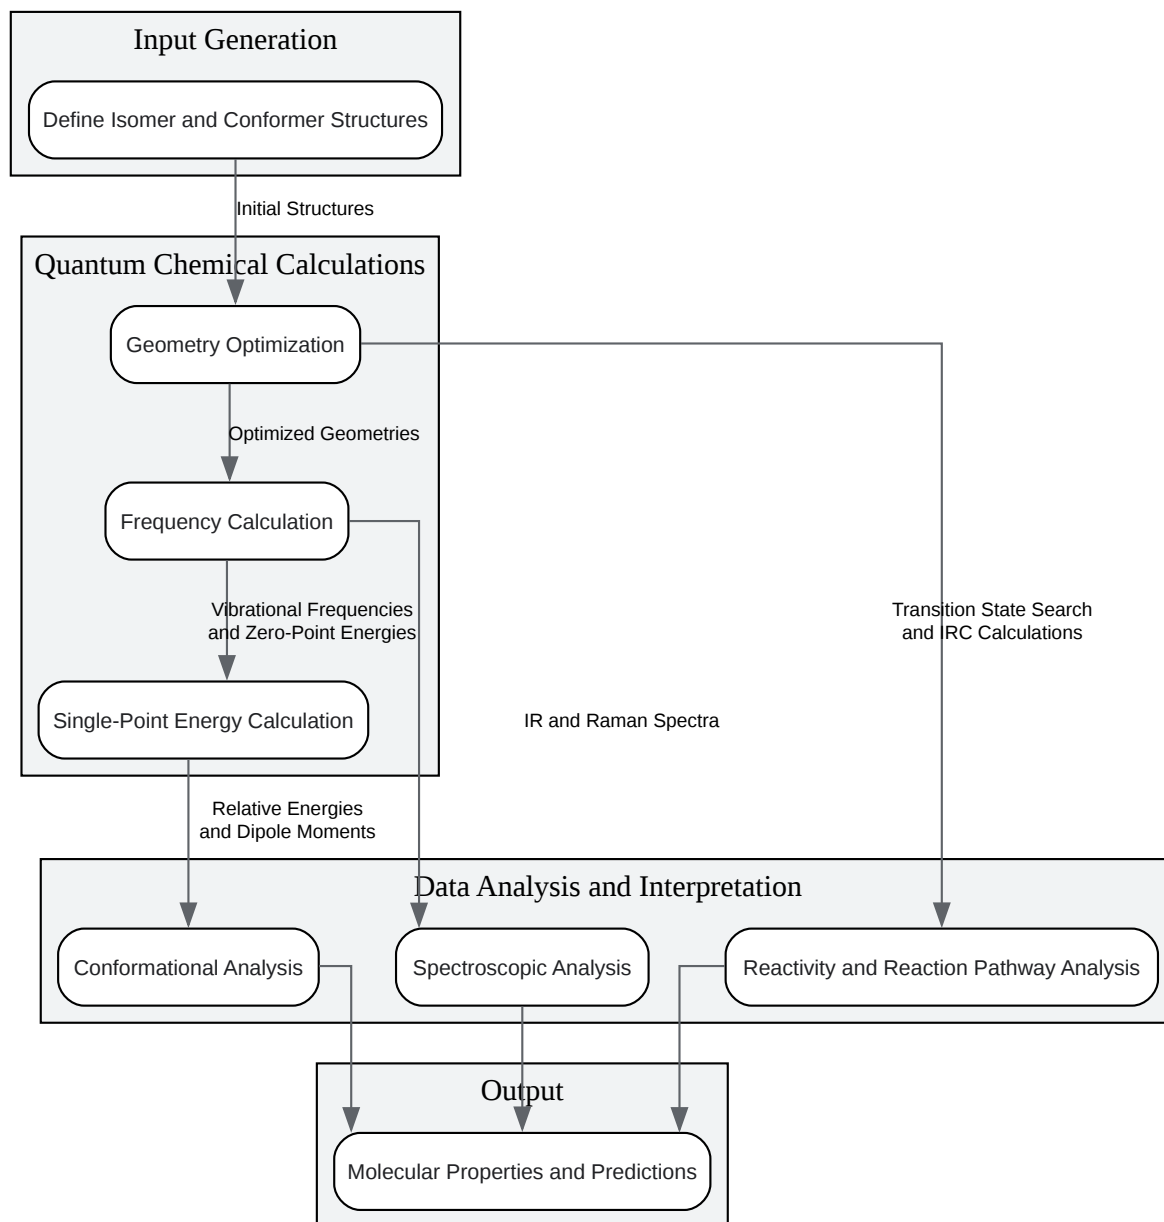 Input Generation
Define Isomer and Conformer Structures
Initial Structures
Quantum Chemical Calculations
Geometry Optimization
Optimized Geometries
Frequency Calculation
Vibrational Frequencies
and Zero-Point Energies
Transition State Search
and IRC Calculations
Single-Point Energy Calculation
IR and Raman Spectra
Relative Energies
and Dipole Moments
Data Analysis and Interpretation
Conformational Analysis
Spectroscopic Analysis
Reactivity and Reaction Pathway Analysis
Output
Molecular Properties and Predictions